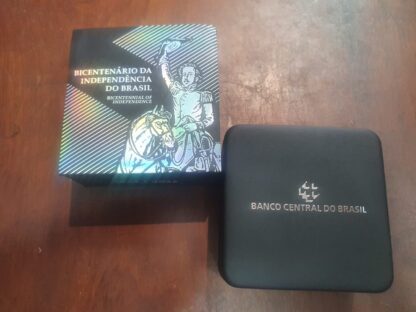 BICENTENÁRIO DA
INDEPENDÊNCIA
DO BRASIL
BICENTENNIAL OF
INDEPENDENCE
BANCO CENTRAL DO BRASIL